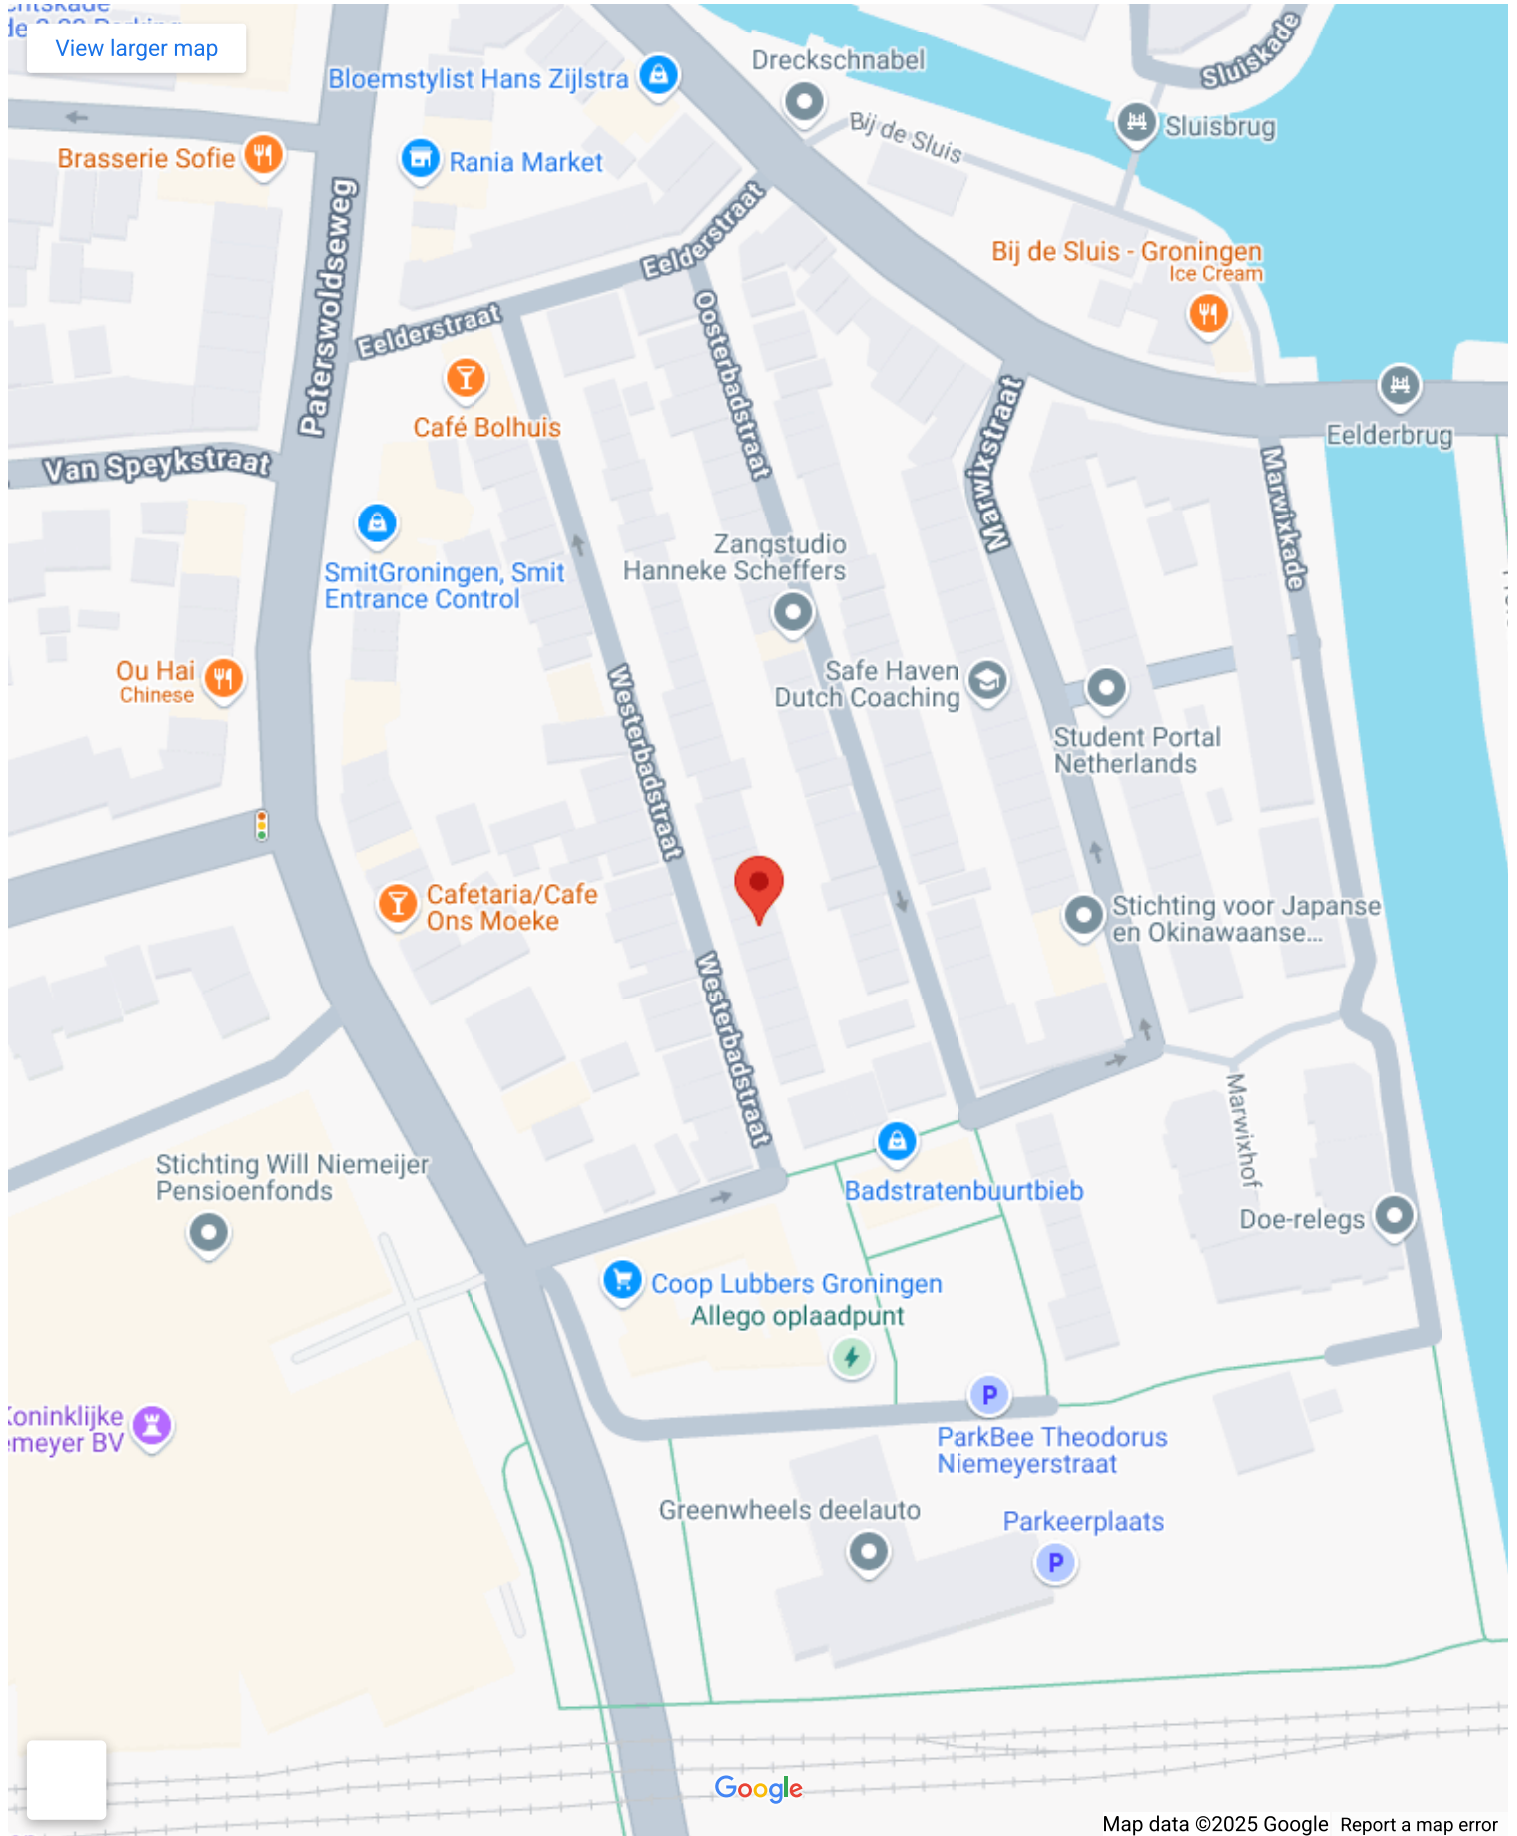 View larger map
Bloemstylist Hans Zijlstra
Dreckschnabel
Sluiskade
Bij de Sluis
Sluisbrug
Brasserie Sofie
Rania Market
Paterswoldseweg
Eelderstraat
Bij de Sluis - Groningen
Ice Cream
Eelderstraat
Oosterbadstraat
Café Bolhuis
Marwixstraat
Eelderbrug
Van Speykstraat
Marwixkade
SmitGroningen, Smit
Entrance Control
Zangstudio
Hanneke Scheffers
Ou Hai
Chinese
Safe Haven
Dutch Coaching
Westerbadstraat
Student Portal
Netherlands
Cafetaria/Cafe
Ons Moeke
Stichting voor Japanse
en Okinawaanse...
Westerbadstraat
Marwixhof
Stichting Will Niemeijer
Pensioenfonds
Badstratenbuurtbieb
Doe-relegs
Coop Lubbers Groningen
Allego oplaadpunt
P
Koninklijke
emeyer BV
ParkBee Theodorus
Niemeyerstraat
Greenwheels deelauto
Parkeerplaats
P
Google
Map data ©2025 Google
Report a map error